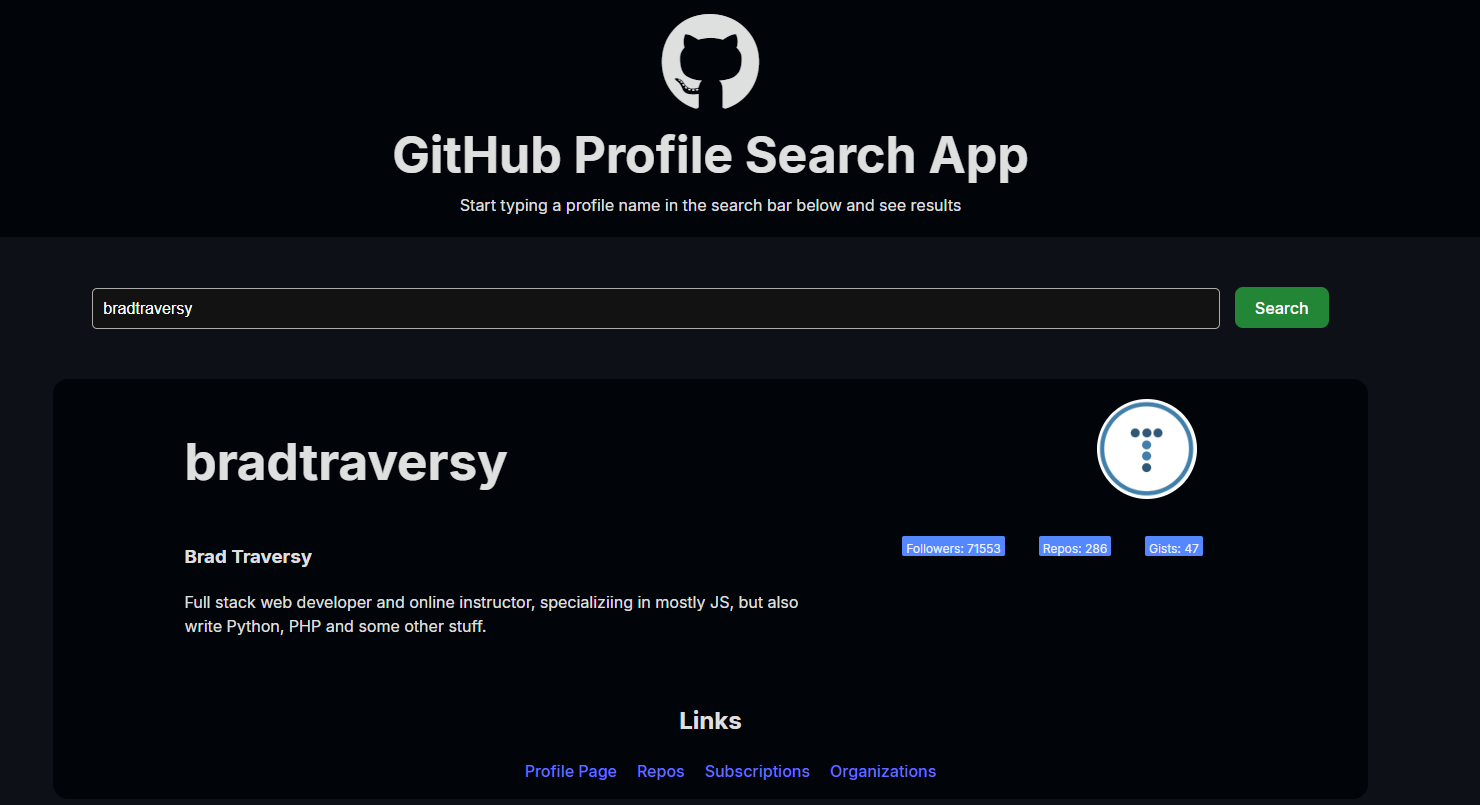 GitHub Profile Search App
Start typing a profile name in the search bar below and see results
bradtraversy
Search
bradtraversy
Brad Traversy
Followers: 71553
Repos: 286
Gists: 47
Full stack web developer and online instructor, specializiing in mostly JS, but also
write Python, PHP and some other stuff.
Links
Profile Page Repos Subscriptions Organizations